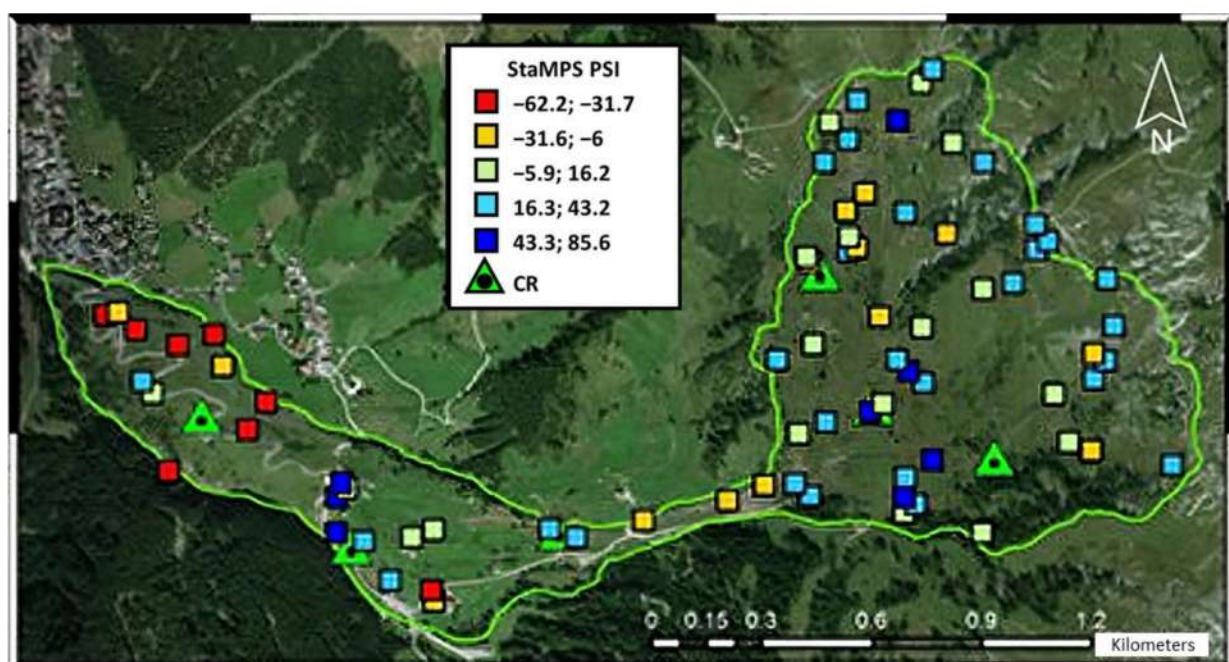 StaMPS PSI
−62.2; −31.7
−31.6; −6
−5.9; 16.2
16.3; 43.2
43.3; 85.6
CR
N
0 0.15 0.3 0.6 0.9 1.2
Kilometers